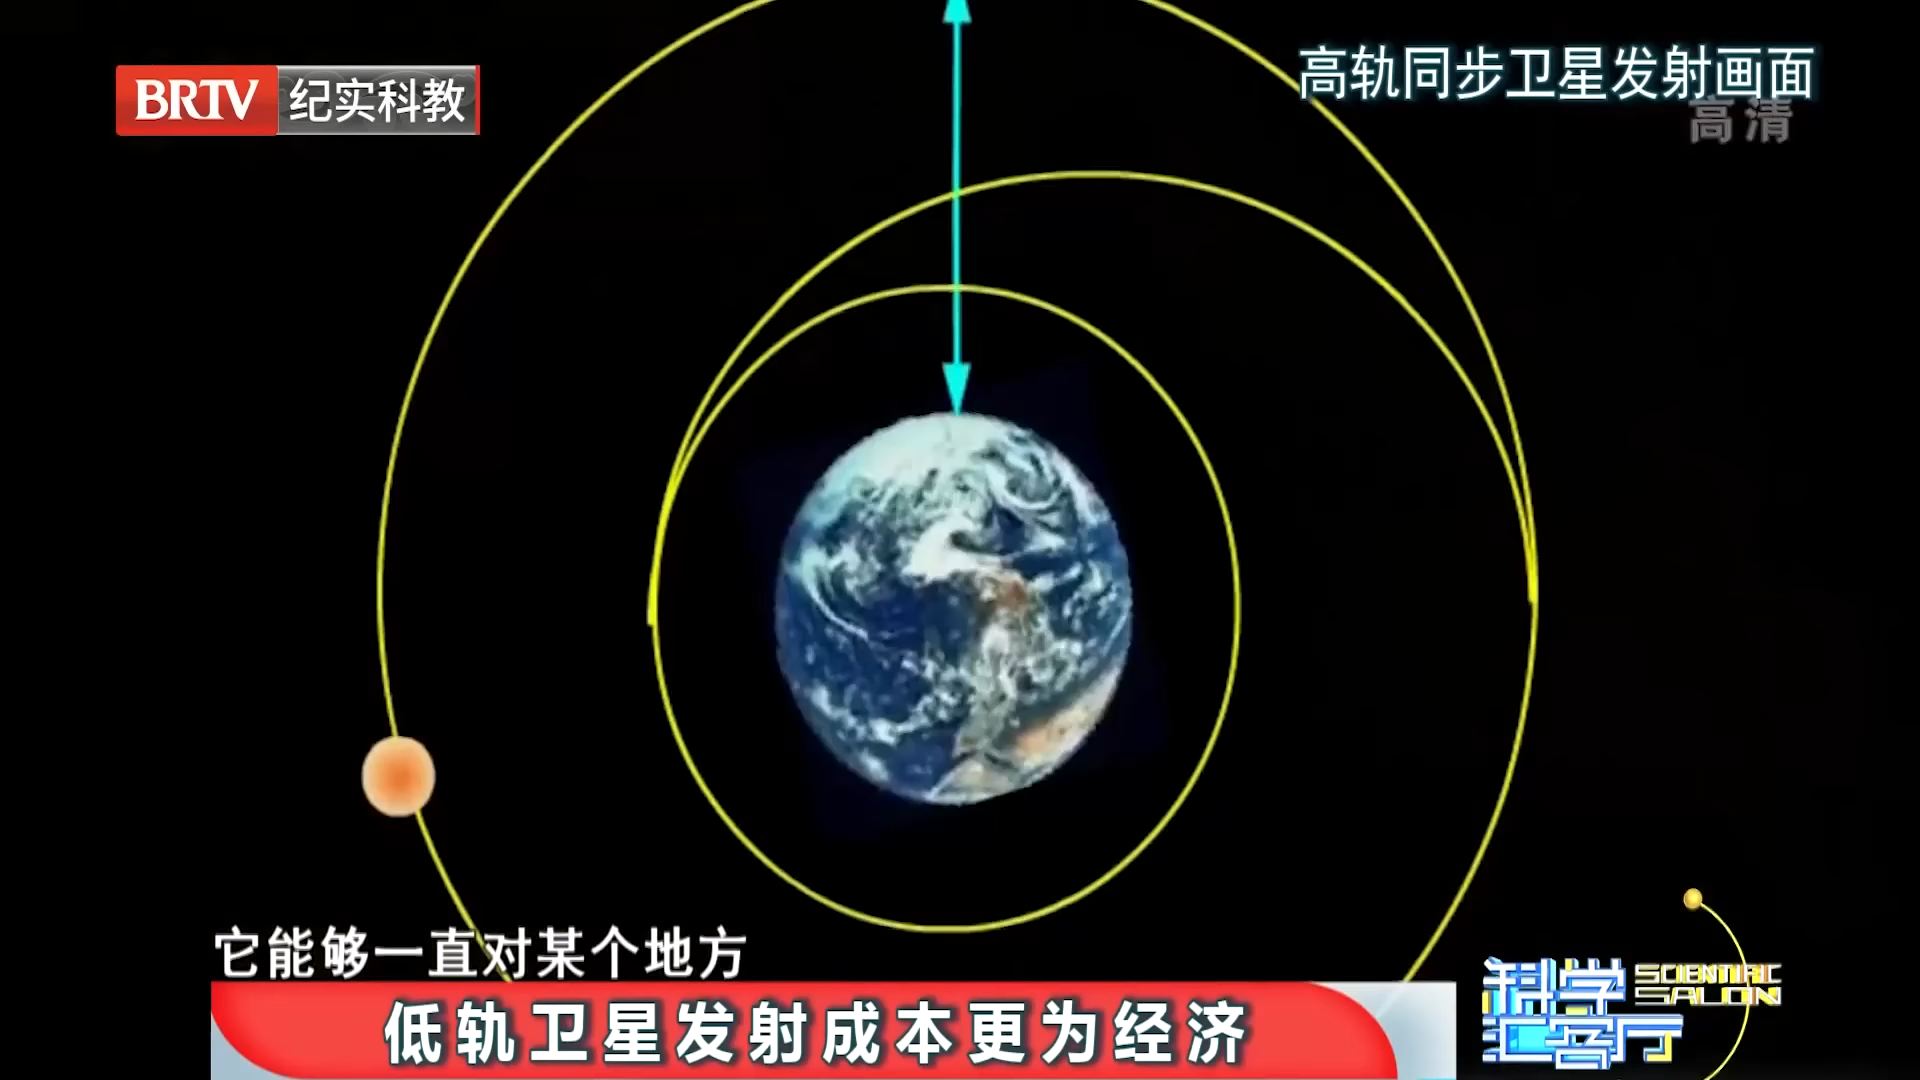 BRTV 纪实科教
高轨同步卫星发射画面
高清
它能够一直对某个地方
低轨卫星发射成本更为经济
科学 SCIENTIFIC
汇客厅 SALON